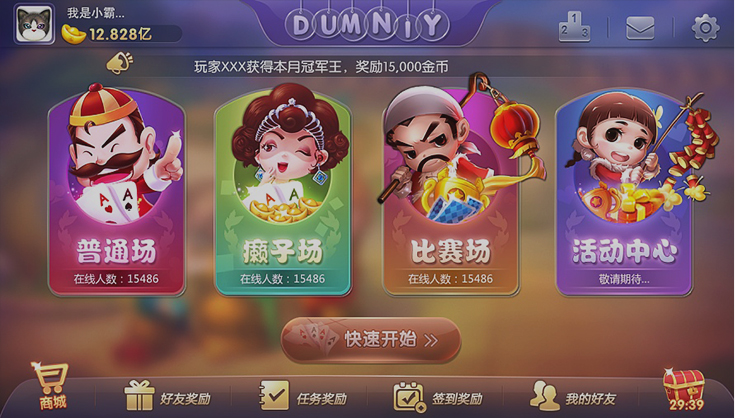 我是小霸...
12.828亿
DUMNIY
1
2 3
玩家XXX获得本月冠军王，奖励15,000金币
A A
A A
普通场
在线人数：15486
癞子场
在线人数：15486
比赛场
在线人数：15486
活动中心
敬请期待...
快速开始 »
商城
好友奖励
任务奖励
签到奖励
我的好友
29:39